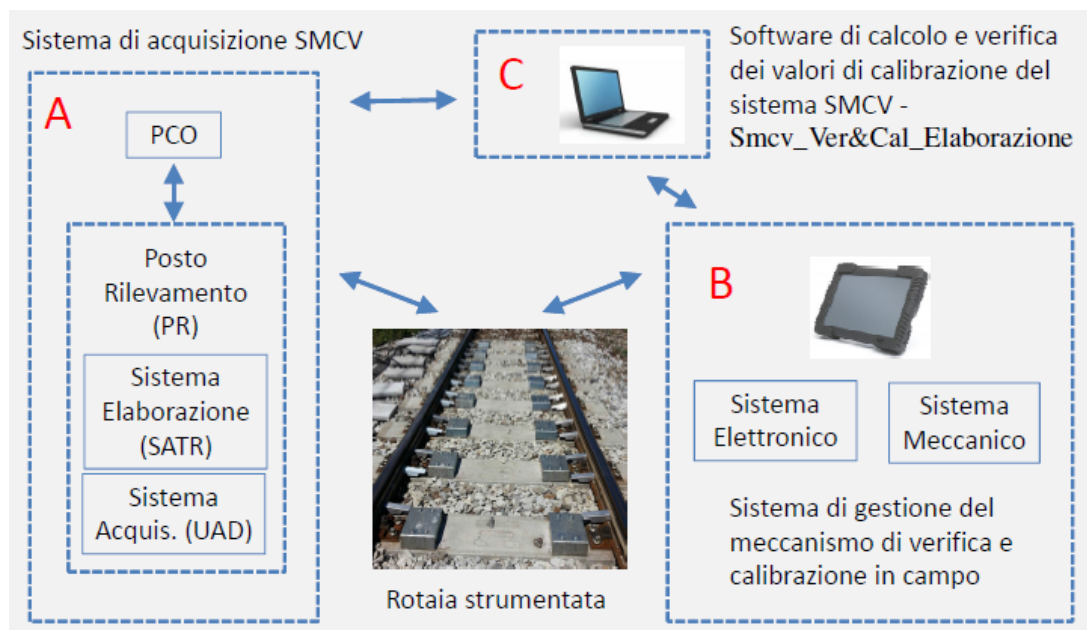 Sistema di acquisizione SMCV
A
PCO
Posto
Rilevamento
(PR)
Sistema
Elaborazione
(SATR)
Sistema
Acquis. (UAD)
C
Software di calcolo e verifica
dei valori di calibrazione del
sistema SMCV -
Smcv_Ver&Cal_Elaborazione
Rotaia strumentata
B
Sistema
Elettronico
Sistema
Meccanico
Sistema di gestione del
meccanismo di verifica e
calibrazione in campo